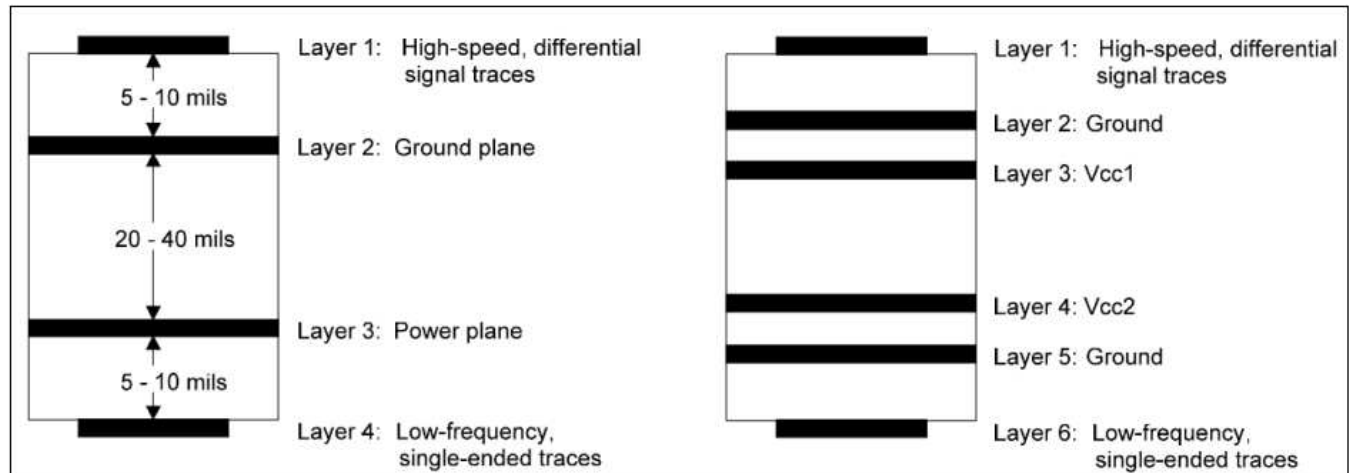 Layer 1: High-speed, differential
signal traces
5 - 10 mils
Layer 2: Ground plane
20 - 40 mils
Layer 3: Power plane
5 - 10 mils
Layer 4: Low-frequency,
single-ended traces
Layer 1: High-speed, differential
signal traces
Layer 2: Ground
Layer 3: Vcc1
Layer 4: Vcc2
Layer 5: Ground
Layer 6: Low-frequency,
single-ended traces